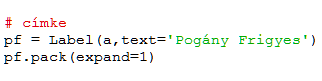 # címke
pf = Label(a,text='Pogány Frigyes')
pf.pack(expand=1)